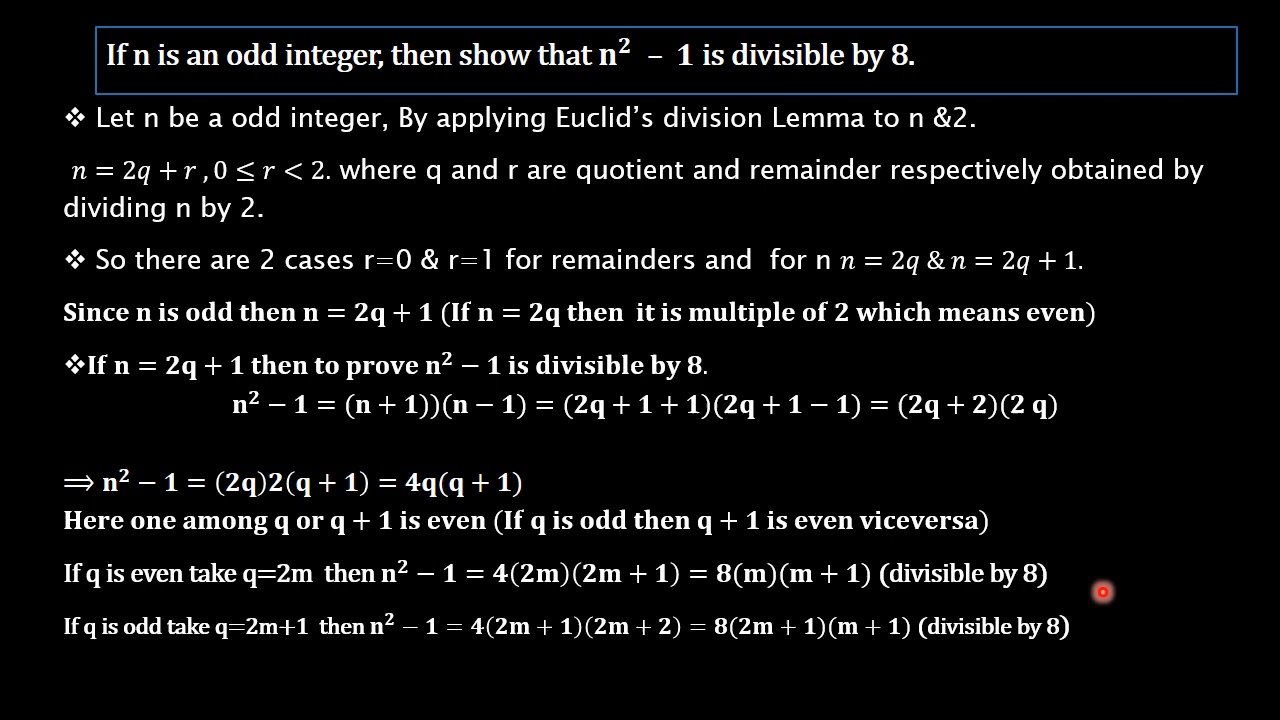 If n is an odd integer, then show that n² – 1 is divisible by 8.
❖ Let n be a odd integer, By applying Euclid’s division Lemma to n &2.
n = 2q + r , 0 ≤ r < 2. where q and r are quotient and remainder respectively obtained by
dividing n by 2.
❖ So there are 2 cases r=0 & r=1 for remainders and for n n = 2q & n = 2q + 1.
Since n is odd then n = 2q + 1 (If n = 2q then it is multiple of 2 which means even)
❖If n = 2q + 1 then to prove n² − 1 is divisible by 8.
n² − 1 = (n + 1))(n − 1) = (2q + 1 + 1)(2q + 1 − 1) = (2q + 2)(2 q)
⟹ n² − 1 = (2q)2(q + 1) = 4q(q + 1)
Here one among q or q + 1 is even (If q is odd then q + 1 is even viceversa)
If q is even take q=2m then n² − 1 = 4(2m)(2m + 1) = 8(m)(m + 1) (divisible by 8)
If q is odd take q=2m+1 then n² − 1 = 4(2m + 1)(2m + 2) = 8(2m + 1)(m + 1) (divisible by 8)